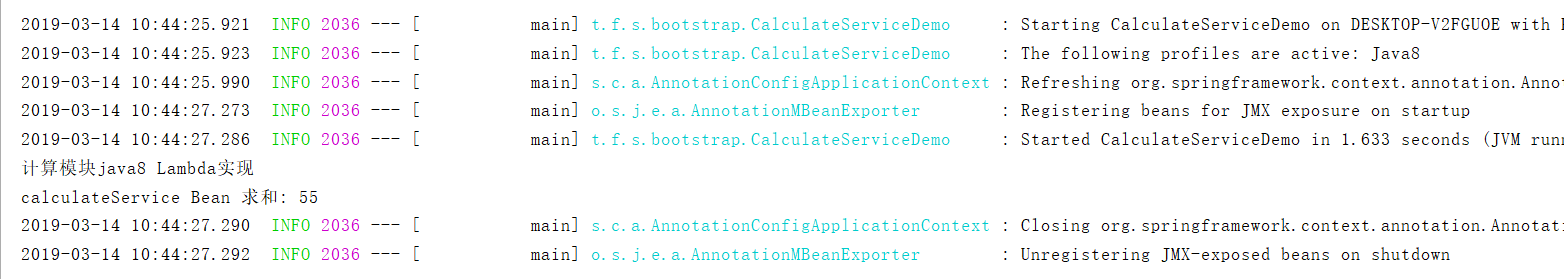 2019-03-14 10:44:25.921  INFO 2036 --- [           main] t.f.s.bootstrap.CalculateServiceDemo     : Starting CalculateServiceDemo on DESKTOP-V2FGUOE with
2019-03-14 10:44:25.923  INFO 2036 --- [           main] t.f.s.bootstrap.CalculateServiceDemo     : The following profiles are active: Java8
2019-03-14 10:44:25.990  INFO 2036 --- [           main] s.c.a.AnnotationConfigApplicationContext : Refreshing org.springframework.context.annotation.Anno
2019-03-14 10:44:27.273  INFO 2036 --- [           main] o.s.j.e.a.AnnotationMBeanExporter        : Registering beans for JMX exposure on startup
2019-03-14 10:44:27.286  INFO 2036 --- [           main] t.f.s.bootstrap.CalculateServiceDemo     : Started CalculateServiceDemo in 1.633 seconds (JVM run
计算模块java8 Lambda实现
calculateService Bean 求和: 55
2019-03-14 10:44:27.290  INFO 2036 --- [           main] s.c.a.AnnotationConfigApplicationContext : Closing org.springframework.context.annotation.Annotati
2019-03-14 10:44:27.292  INFO 2036 --- [           main] o.s.j.e.a.AnnotationMBeanExporter        : Unregistering JMX-exposed beans on shutdown